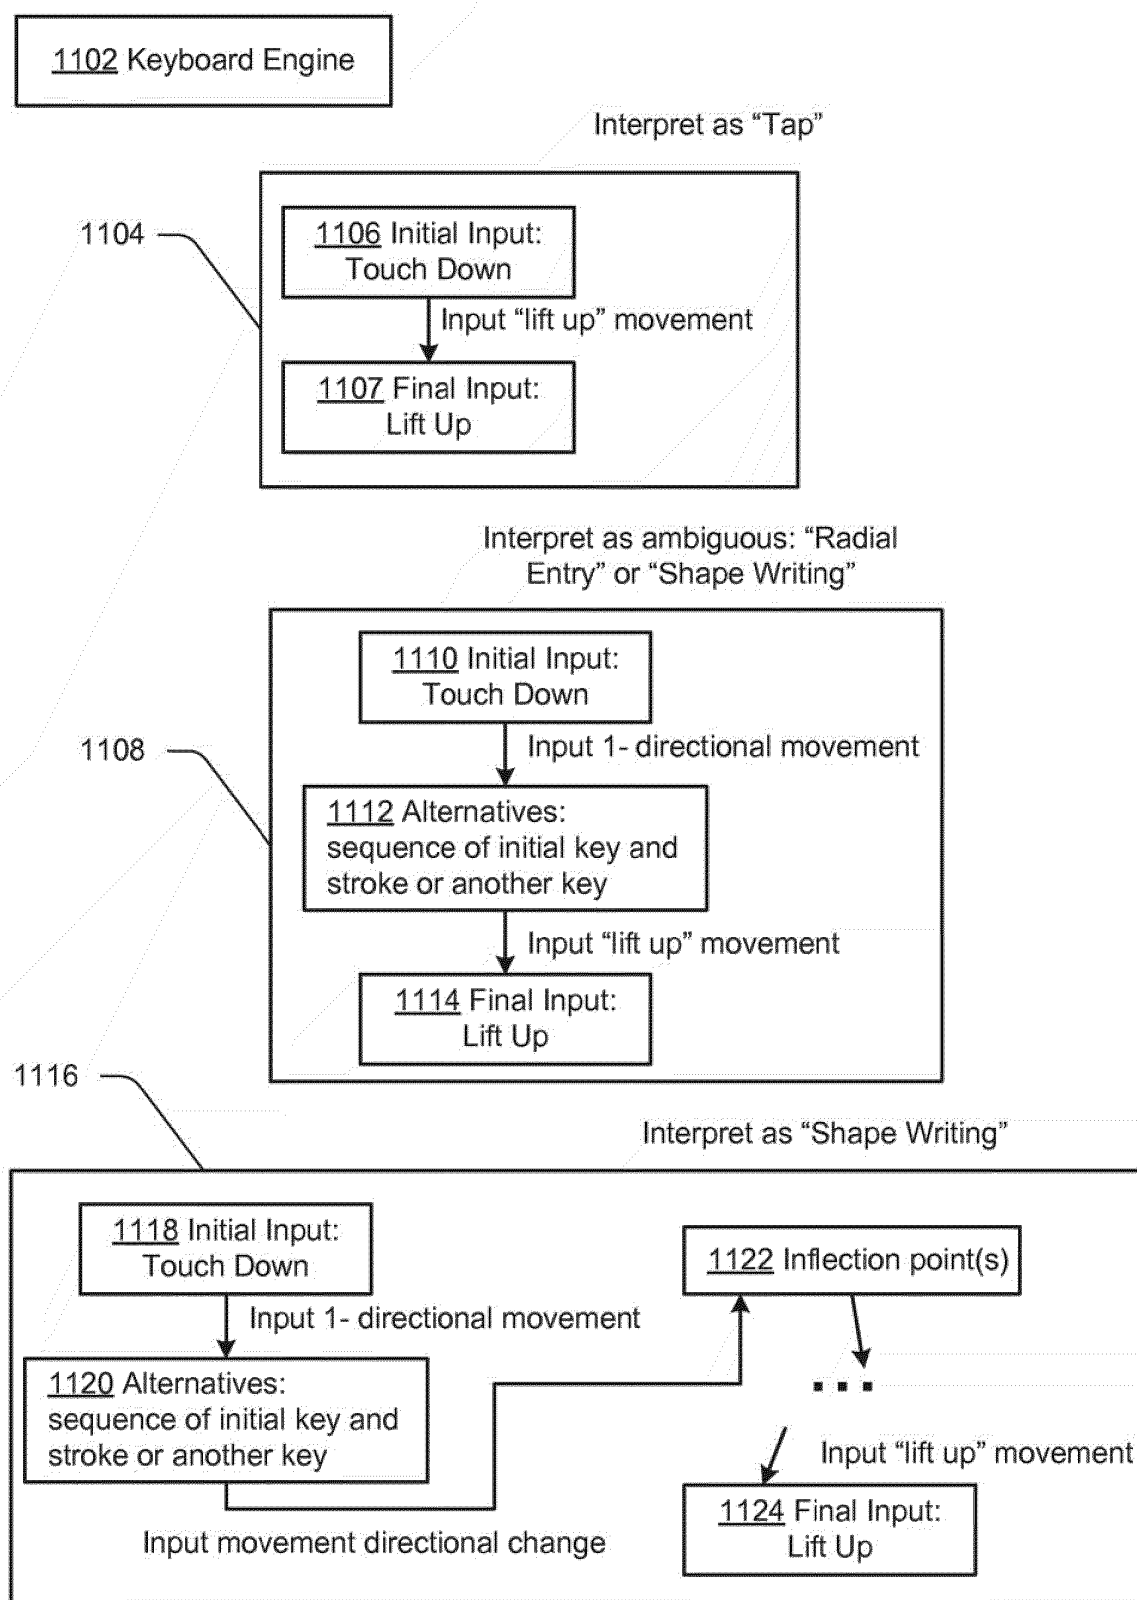 1102 Keyboard Engine
Interpret as “Tap”
1104
1106 Initial Input:
Touch Down
Input “lift up” movement
1107 Final Input:
Lift Up
Interpret as ambiguous: “Radial
Entry” or “Shape Writing”
1108
1110 Initial Input:
Touch Down
Input 1- directional movement
1112 Alternatives:
sequence of initial key and
stroke or another key
Input “lift up” movement
1114 Final Input:
Lift Up
1116
Interpret as “Shape Writing”
1118 Initial Input:
Touch Down
Input 1- directional movement
1120 Alternatives:
sequence of initial key and
stroke or another key
Input movement directional change
1122 Inflection point(s)
...
Input “lift up” movement
1124 Final Input:
Lift Up